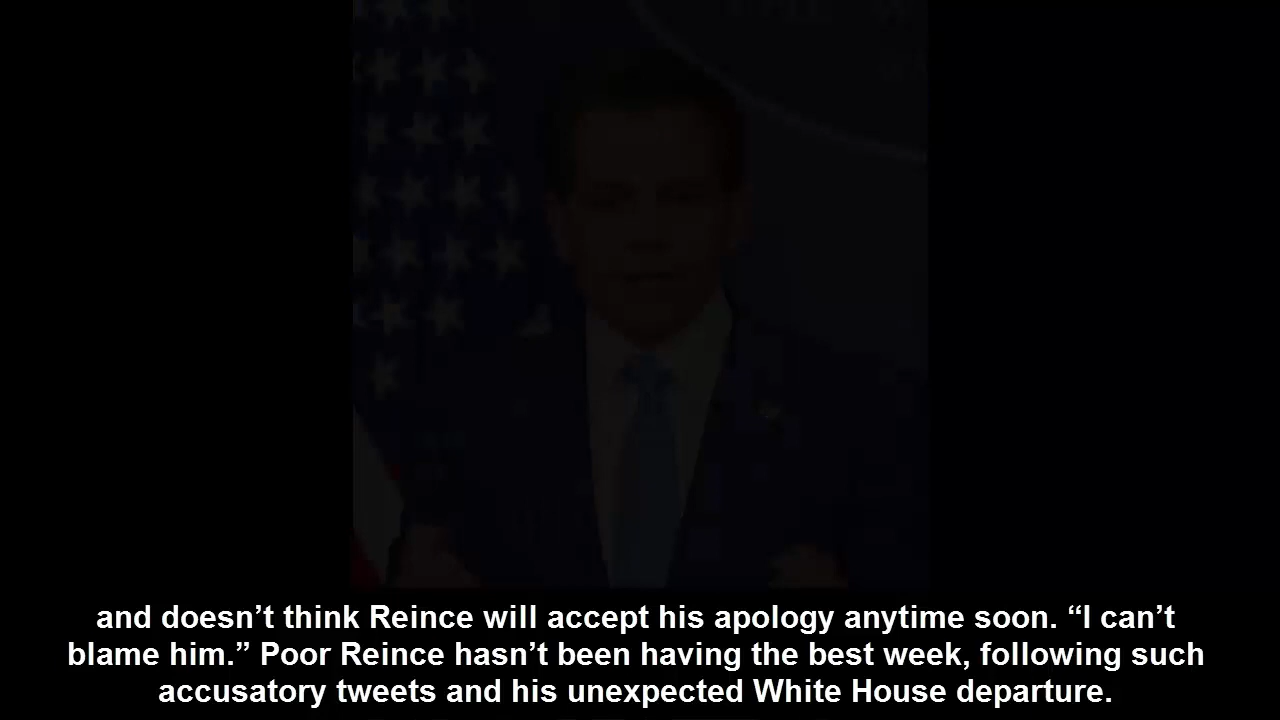 and doesn’t think Reince will accept his apology anytime soon. “I can’t
blame him.” Poor Reince hasn’t been having the best week, following such
accusatory tweets and his unexpected White House departure.